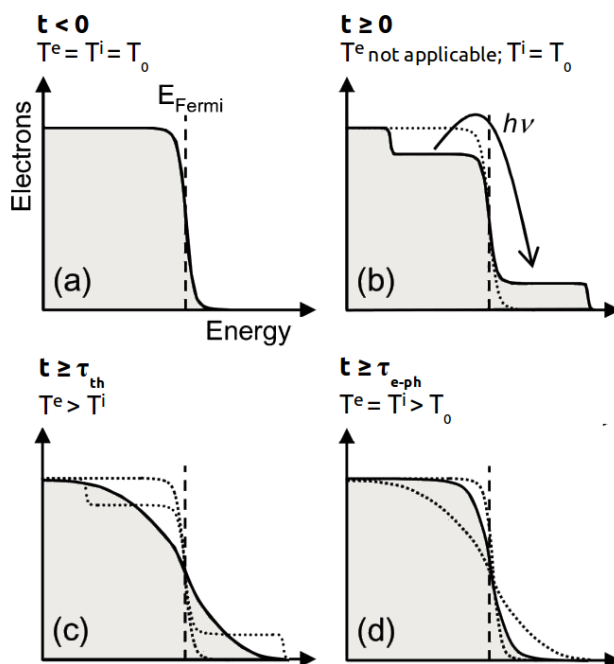 t < 0
Tᵉ = Tⁱ = T₀
t ≥ 0
Tᵉ not applicable; Tⁱ = T₀
E_Fermi
hν
Electrons
(a)
(b)
Energy
t ≥ τ_th
Tᵉ > Tⁱ
t ≥ τ_e-ph
Tᵉ = Tⁱ > T₀
(c)
(d)